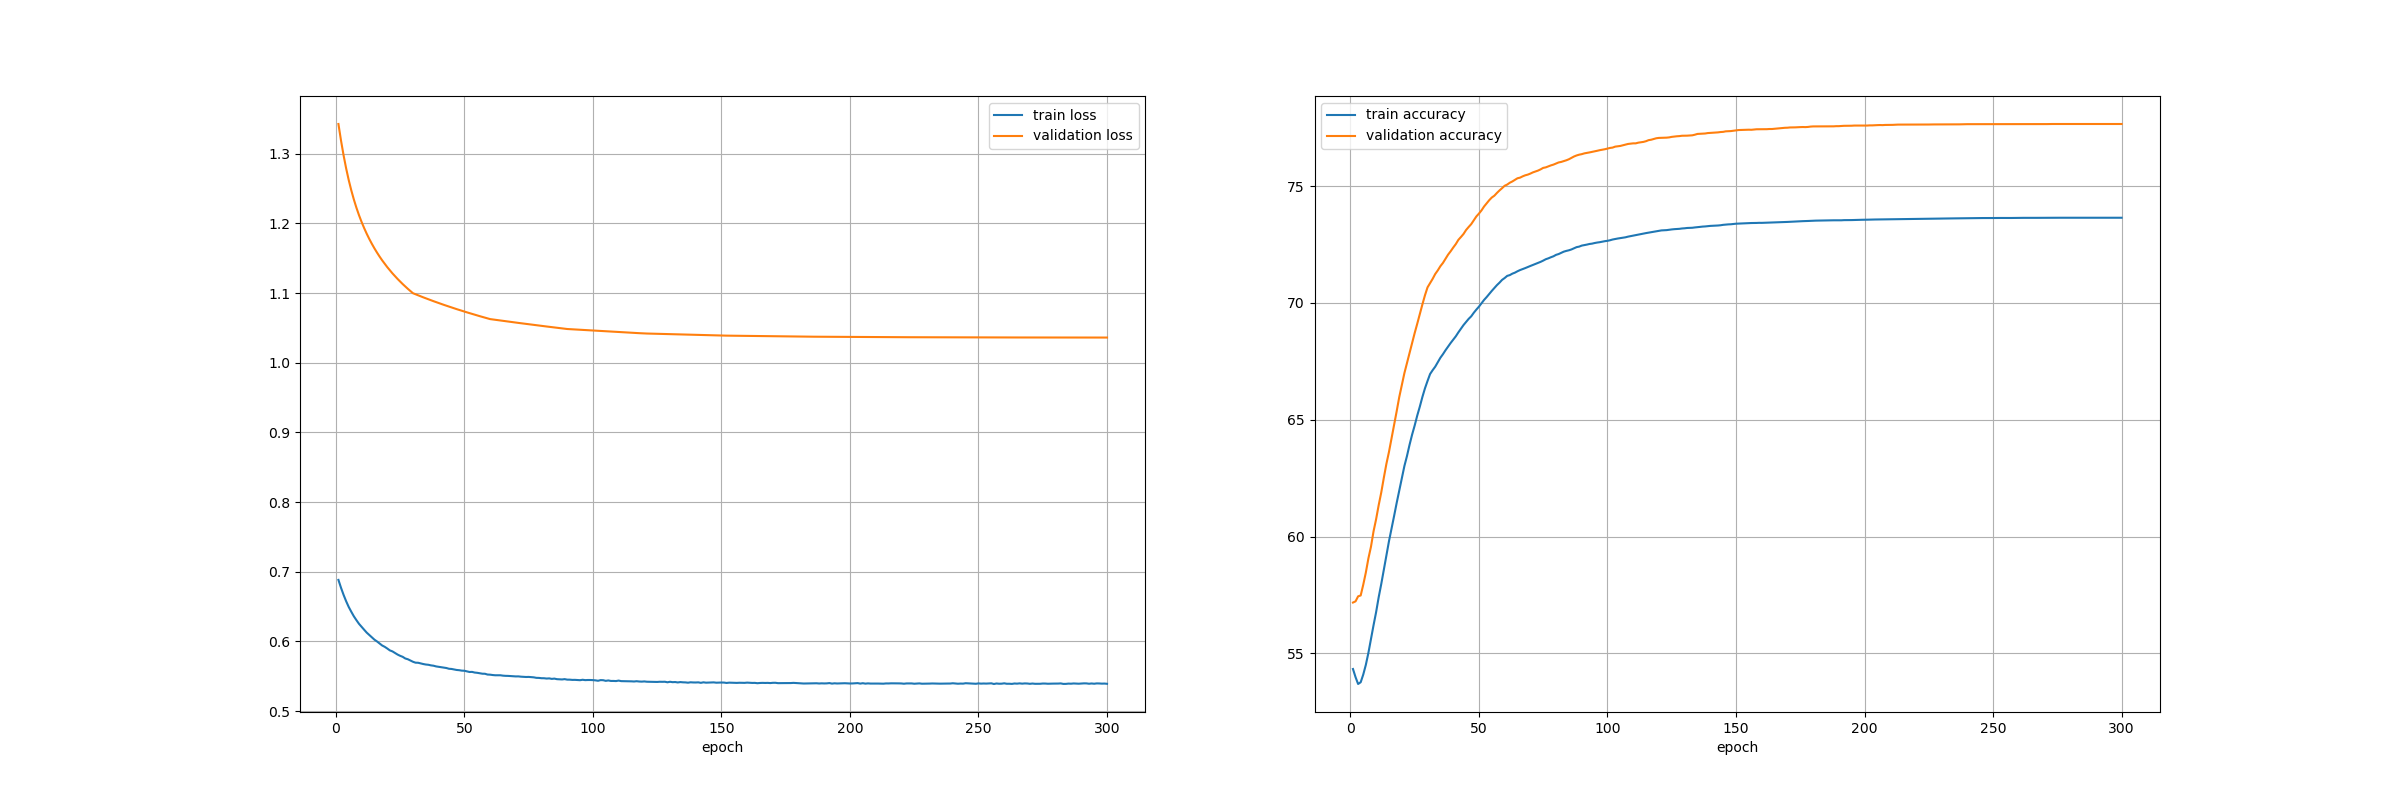 train loss
validation loss
1.3
1.2
1.1
1.0
0.9
0.8
0.7
0.6
0.5
0 50 100 150 200 250 300
epoch
train accuracy
validation accuracy
75
70
65
60
55
0 50 100 150 200 250 300
epoch